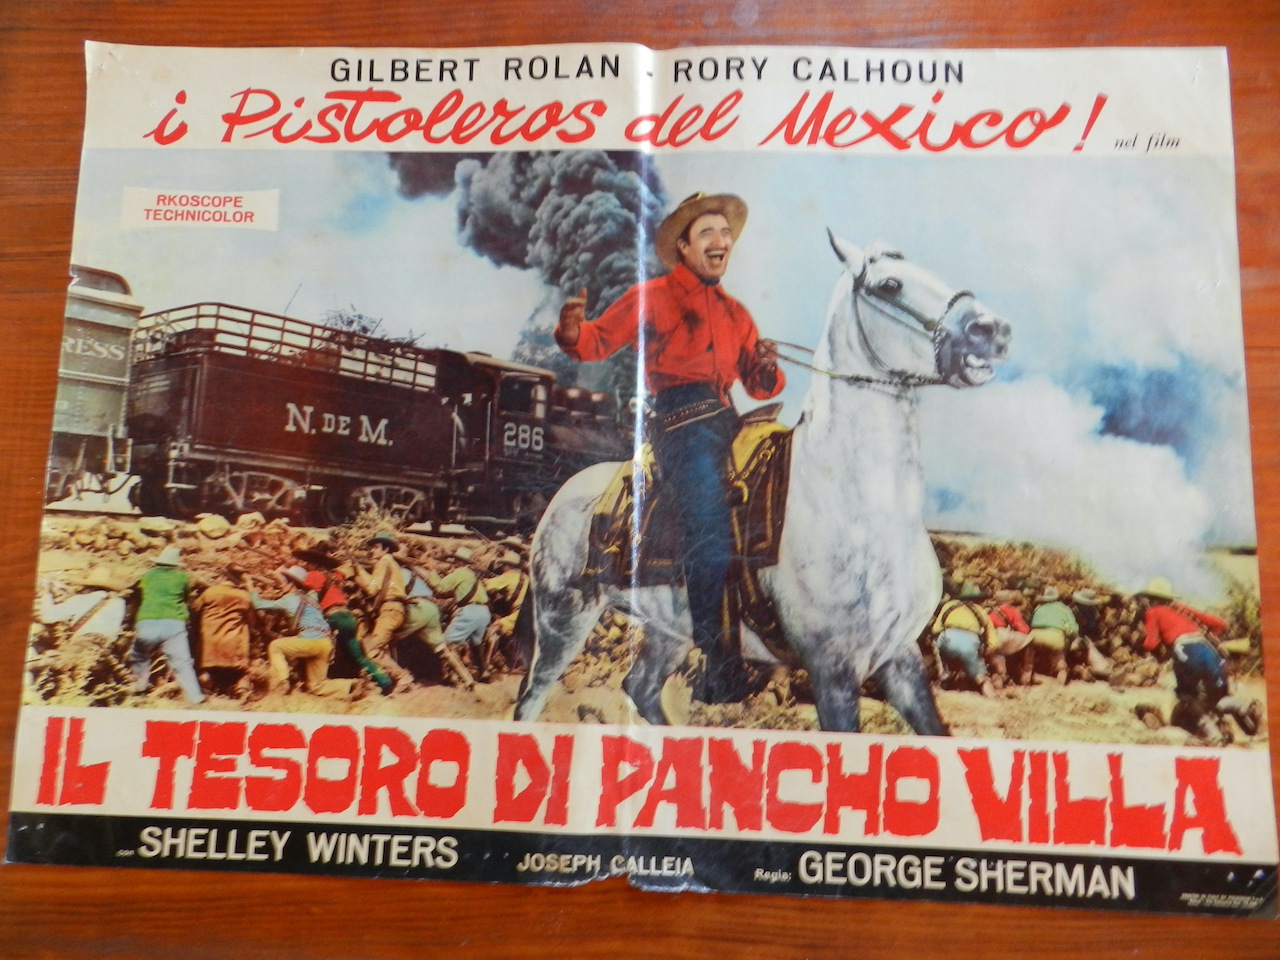 GILBERT ROLAN - RORY CALHOUN
i Pistoleros del Mexico!
nel film
RKOSCOPE
TECHNICOLOR
RESS
N. DE M.
286
IL TESORO DI PANCHO VILLA
con SHELLEY WINTERS JOSEPH CALLEIA Regia: GEORGE SHERMAN